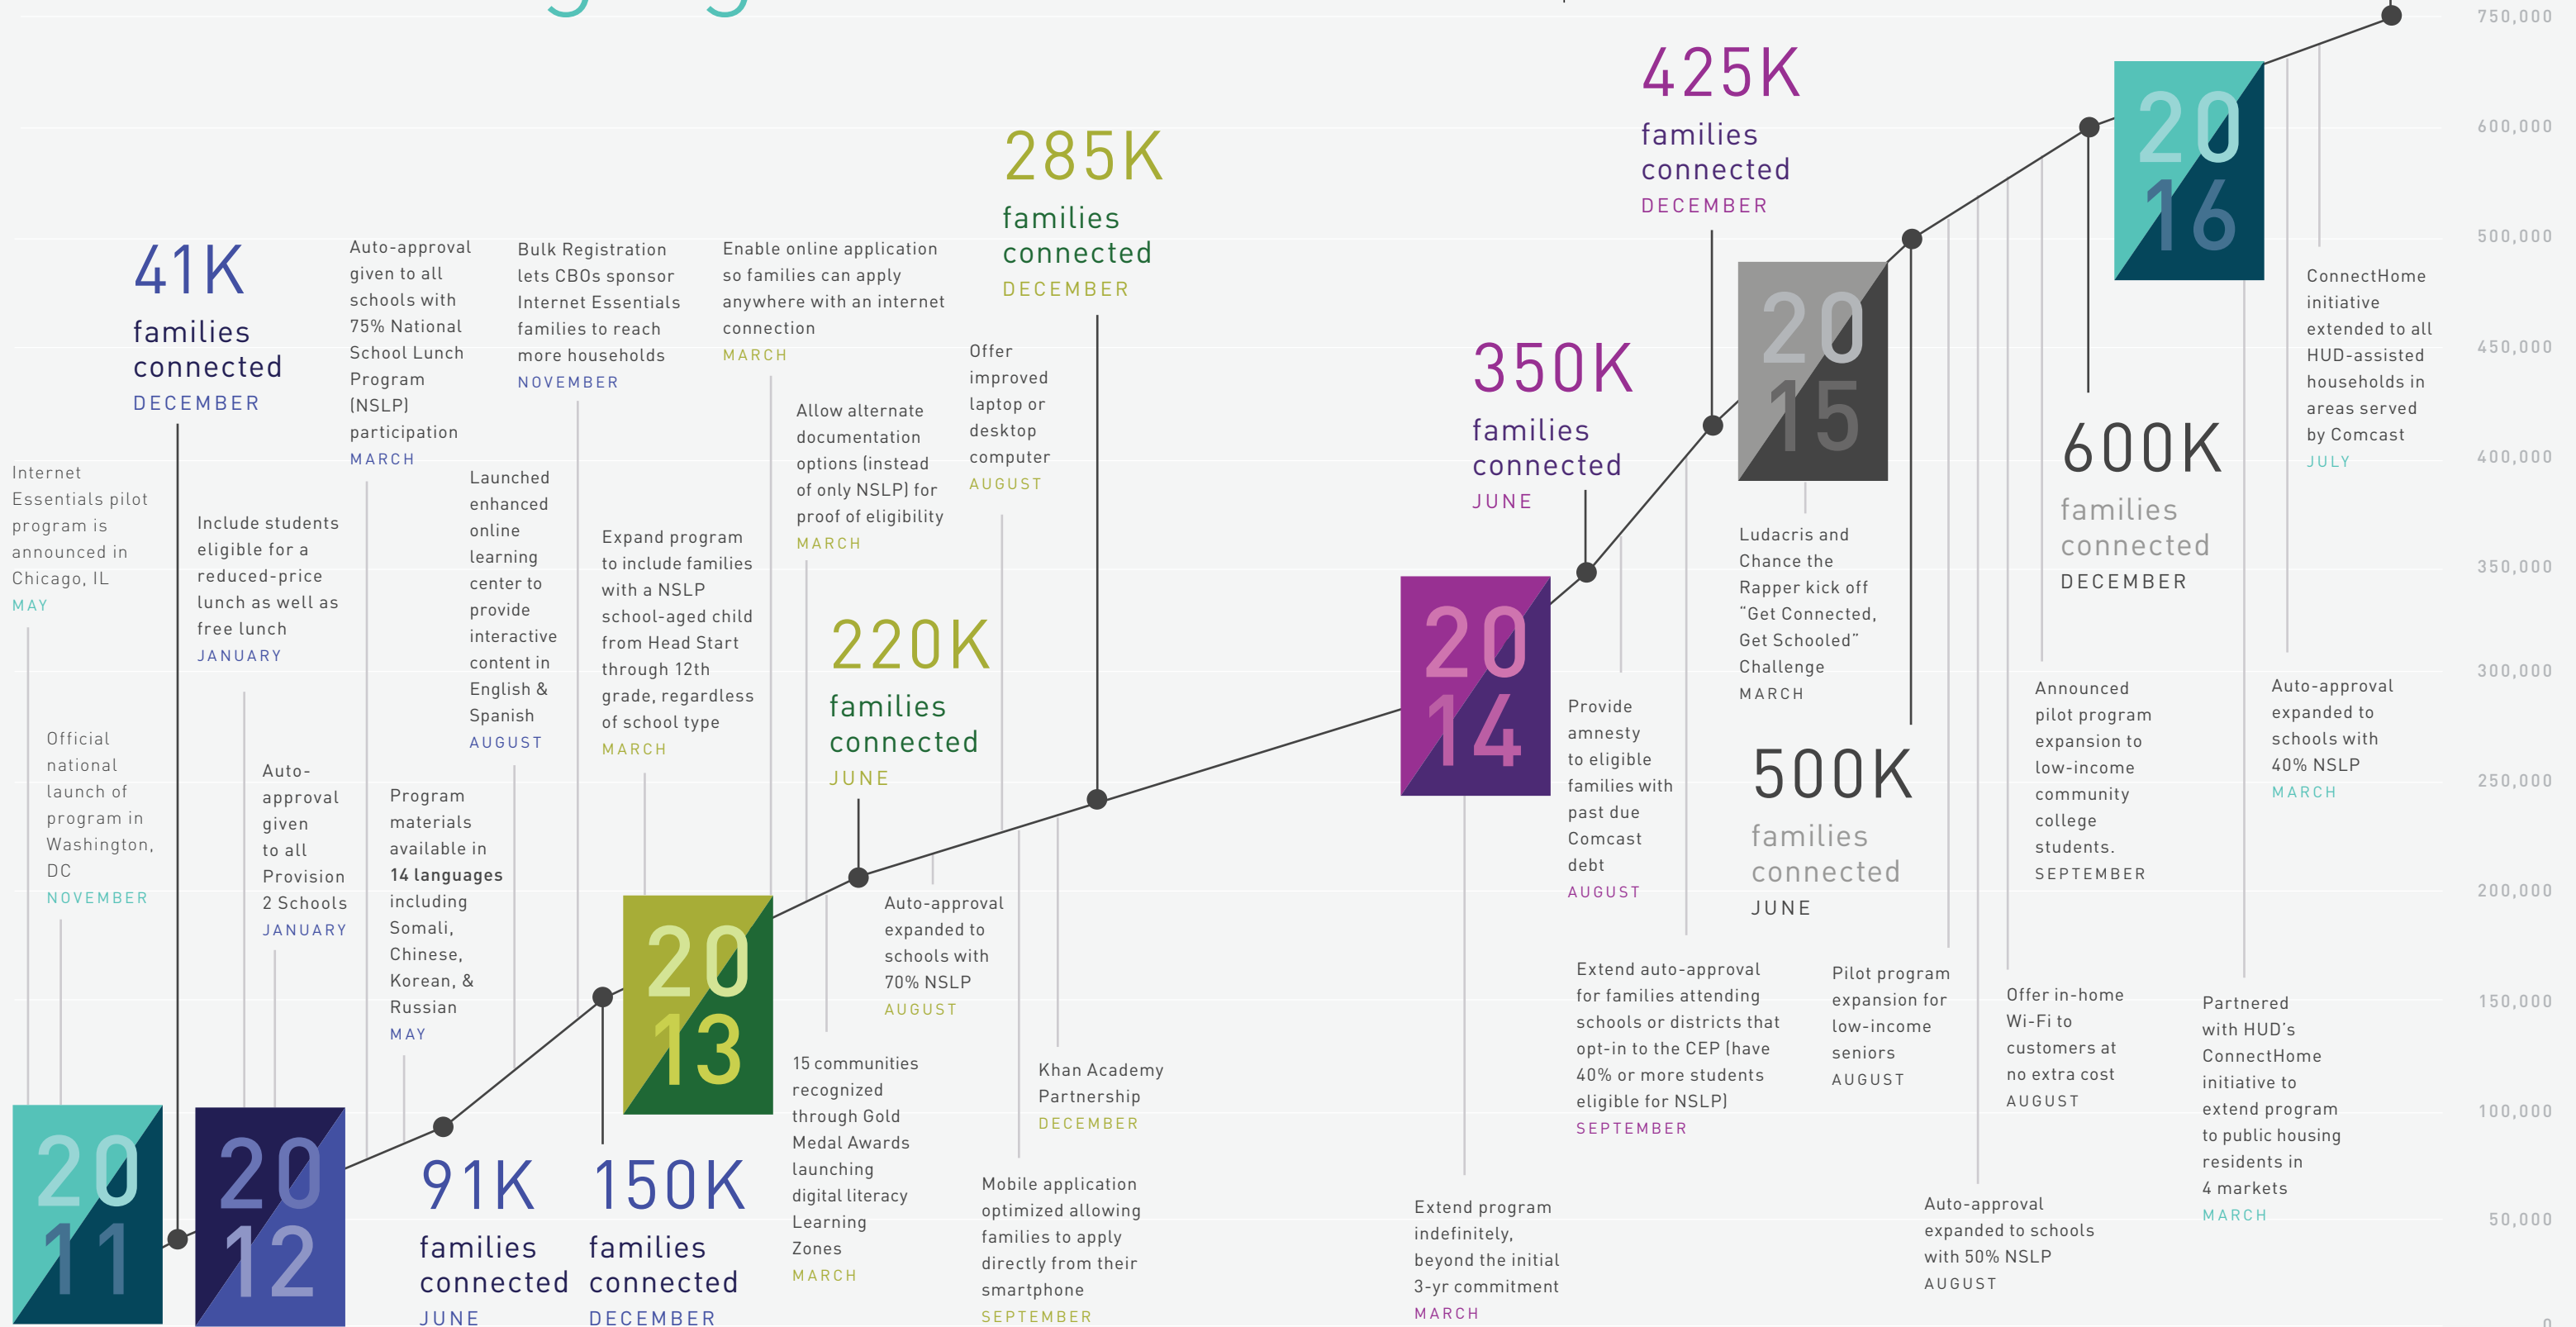 41K
families
connected
DECEMBER
Internet
Essentials pilot
program is
announced in
Chicago, IL
MAY
Official
national
launch of
program in
Washington,
DC
NOVEMBER
20
11
Include students
eligible for a
reduced-price
lunch as well as
free lunch
JANUARY
Auto-
approval
given
to all
Provision
2 Schools
JANUARY
20
12
Auto-approval
given to all
schools with
75% National
School Lunch
Program
(NSLP)
participation
MARCH
Program
materials
available in
14 languages
including
Somali,
Chinese,
Korean, &
Russian
MAY
91K
families
connected
JUNE
Launched
enhanced
online
learning
center to
provide
interactive
content in
English &
Spanish
AUGUST
Bulk Registration
lets CBOs sponsor
Internet Essentials
families to reach
more households
NOVEMBER
150K
families
connected
DECEMBER
20
13
Expand program
to include families
with a NSLP
school-aged child
from Head Start
through 12th
grade, regardless
of school type
MARCH
Enable online application
so families can apply
anywhere with an internet
connection
MARCH
Allow alternate
documentation
options (instead
of only NSLP) for
proof of eligibility
MARCH
15 communities
recognized
through Gold
Medal Awards
launching
digital literacy
Learning
Zones
MARCH
220K
families
connected
JUNE
Auto-approval
expanded to
schools with
70% NSLP
AUGUST
Offer
improved
laptop or
desktop
computer
AUGUST
Mobile application
optimized allowing
families to apply
directly from their
smartphone
SEPTEMBER
Khan Academy
Partnership
DECEMBER
285K
families
connected
DECEMBER
20
14
Extend program
indefinitely,
beyond the initial
3-yr commitment
MARCH
350K
families
connected
JUNE
Provide
amnesty
to eligible
families with
past due
Comcast
debt
AUGUST
Extend auto-approval
for families attending
schools or districts that
opt-in to the CEP (have
40% or more students
eligible for NSLP)
SEPTEMBER
425K
families
connected
DECEMBER
20
15
Ludacris and
Chance the
Rapper kick off
"Get Connected,
Get Schooled"
Challenge
MARCH
500K
families
connected
JUNE
Pilot program
expansion for
low-income
seniors
AUGUST
Auto-approval
expanded to schools
with 50% NSLP
AUGUST
Offer in-home
Wi-Fi to
customers at
no extra cost
AUGUST
Announced
pilot program
expansion to
low-income
community
college
students.
SEPTEMBER
600K
families
connected
DECEMBER
20
16
Partnered
with HUD's
ConnectHome
initiative to
extend program
to public housing
residents in
4 markets
MARCH
Auto-approval
expanded to
schools with
40% NSLP
MARCH
ConnectHome
initiative
extended to all
HUD-assisted
households in
areas served
by Comcast
JULY
750,000
600,000
500,000
450,000
400,000
350,000
300,000
250,000
200,000
150,000
100,000
50,000